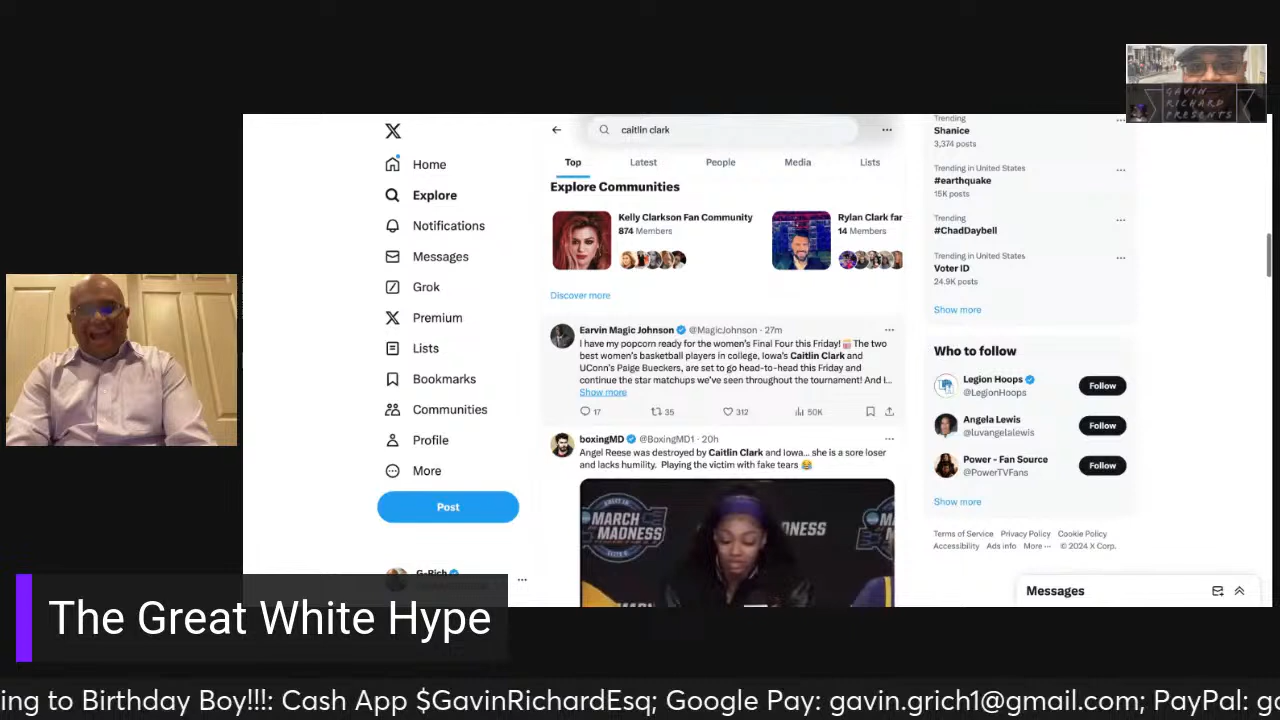 GAVIN
RICHARD
PRESENTS
X
caitlin clark
Home
Explore
Notifications
Messages
Grok
Premium
Lists
Bookmarks
Communities
Profile
More
Post
G-Rich
Top Latest People Media Lists
Explore Communities
Kelly Clarkson Fan Community
874 Members
Rylan Clark far
14 Members
Discover more
Earvin Magic Johnson @MagicJohnson · 27m
I have my popcorn ready for the women's Final Four this Friday!🍿The two
best women's basketball players in college, Iowa's Caitlin Clark and
UConn's Paige Bueckers, are set to go head-to-head this Friday and
continue the star matchups we've seen throughout the tournament! And I...
Show more
17 35 312 50K
boxingMD @BoxingMD1 · 20h
Angel Reese was destroyed by Caitlin Clark and Iowa... she is a sore loser
and lacks humility. Playing the victim with fake tears 😂
MARCH
MADNESS
DNESS
MARCH
Trending
Shanice
3,374 posts
Trending in United States
#earthquake
15K posts
Trending
#ChadDaybell
Trending in United States
Voter ID
24.9K posts
Show more
Who to follow
Legion Hoops
@LegionHoops
Follow
Angela Lewis
@luvangelalewis
Follow
Power - Fan Source
@PowerTVFans
Follow
Show more
Terms of Service Privacy Policy Cookie Policy
Accessibility Ads info More ··· © 2024 X Corp.
Messages
The Great White Hype
ing to Birthday Boy!!!: Cash App $GavinRichardEsq; Google Pay: gavin.grich1@gmail.com; PayPal: ga